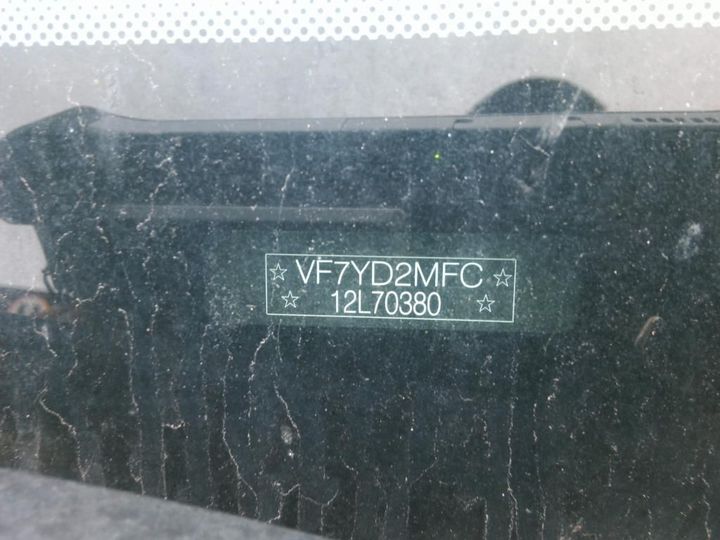 ☆ VF7YD2MFC ☆
☆ 12L70380 ☆